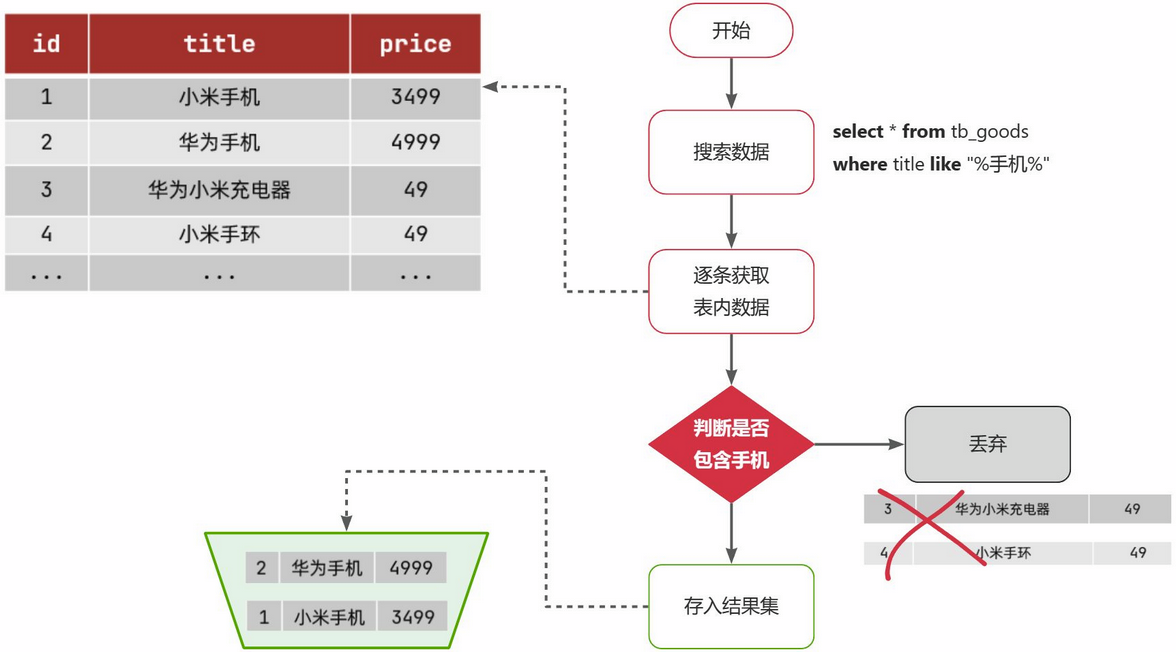 id title price
1 小米手机 3499
2 华为手机 4999
3 华为小米充电器 49
4 小米手环 49
... ... ...
开始
搜索数据
select * from tb_goods
where title like "%手机%"
逐条获取
表内数据
判断是否
包含手机
丢弃
3 华为小米充电器 49
4 小米手环 49
存入结果集
2 华为手机 4999
1 小米手机 3499